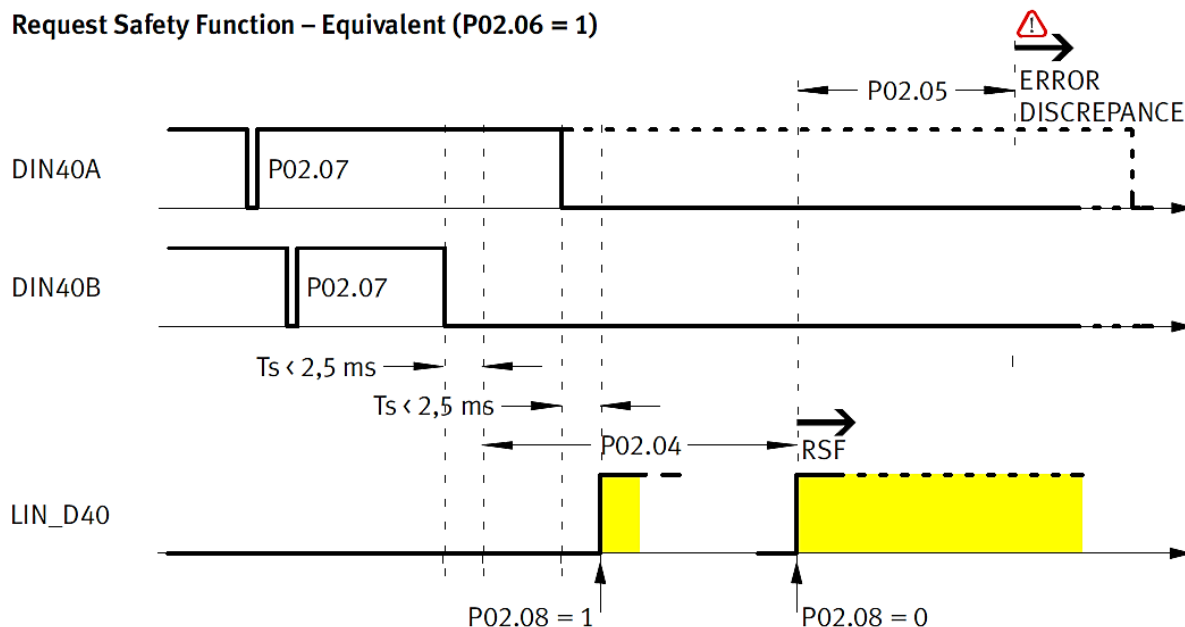 Request Safety Function – Equivalent (P02.06 = 1)
P02.05
ERROR
DISCREPANCE
DIN40A
P02.07
DIN40B
P02.07
Ts < 2,5 ms
Ts < 2,5 ms
P02.04
RSF
LIN_D40
P02.08 = 1
P02.08 = 0